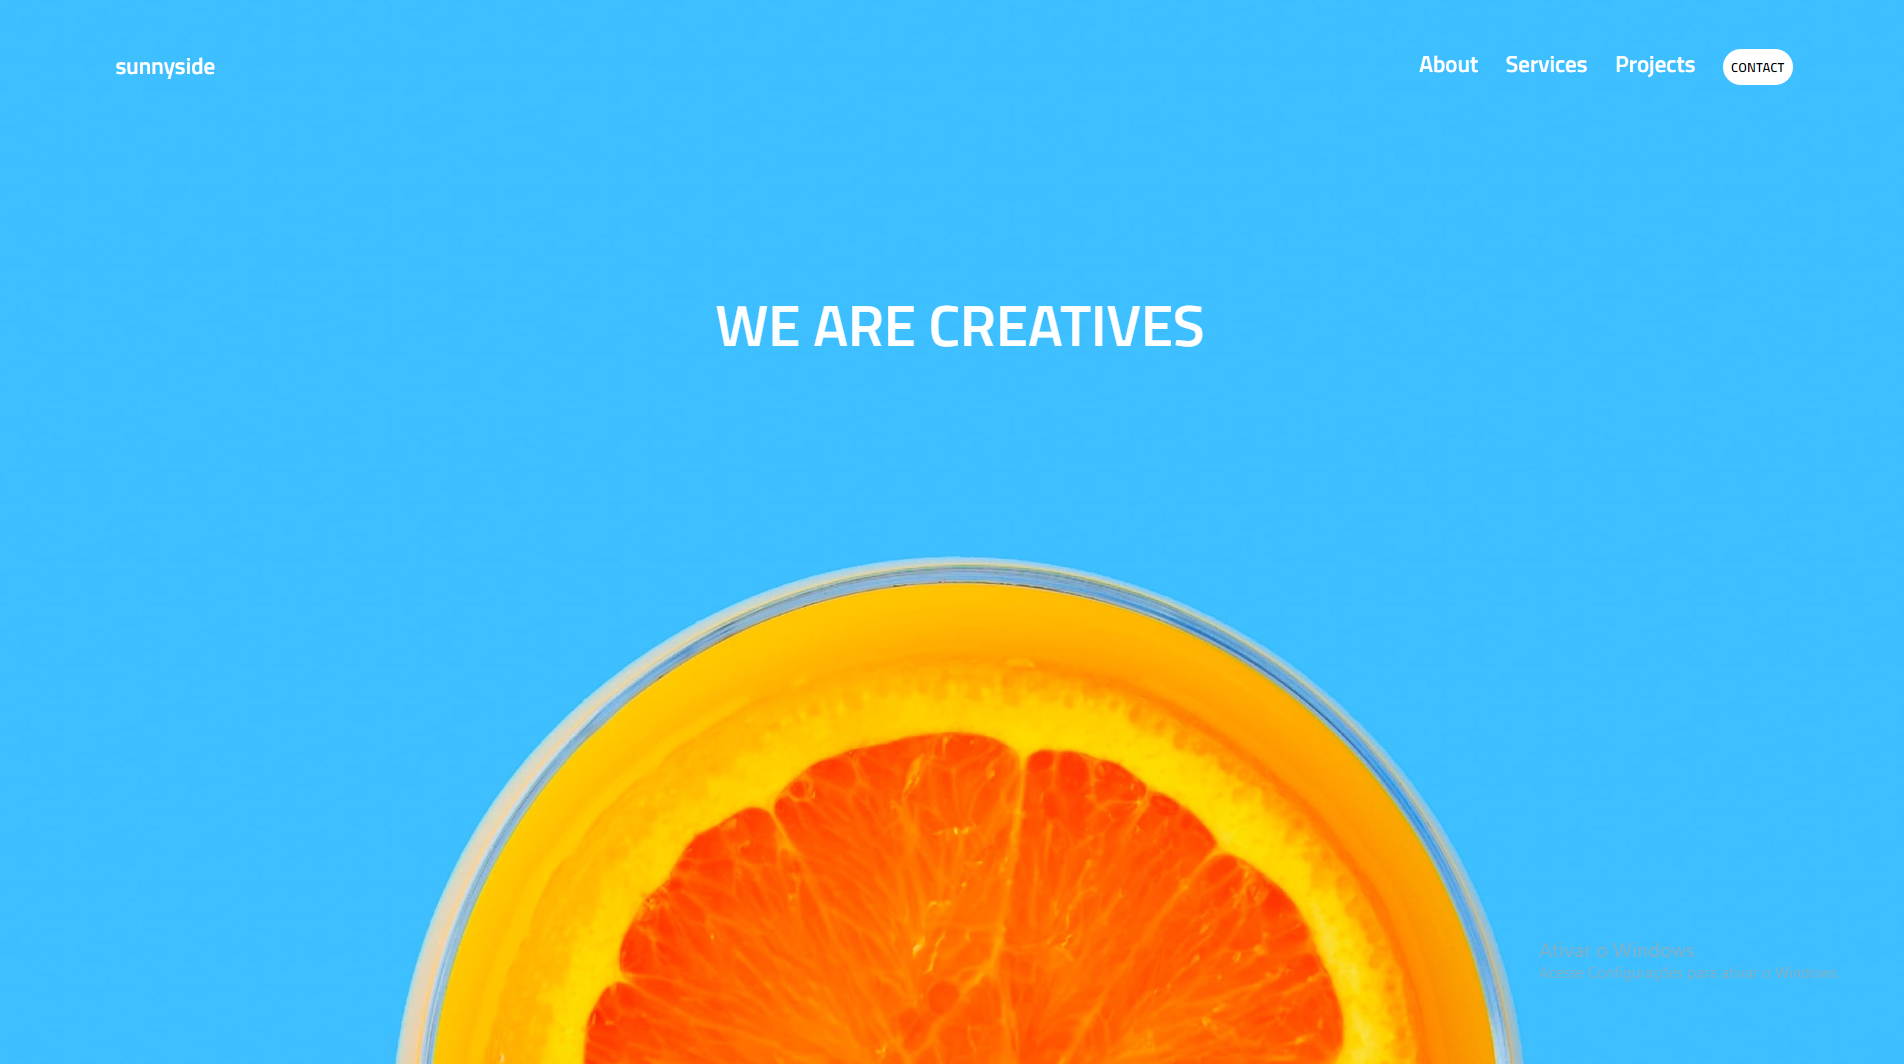 sunnyside
About Services Projects CONTACT
WE ARE CREATIVES
Ativar o Windows
Acesse Configurações para ativar o Windows.